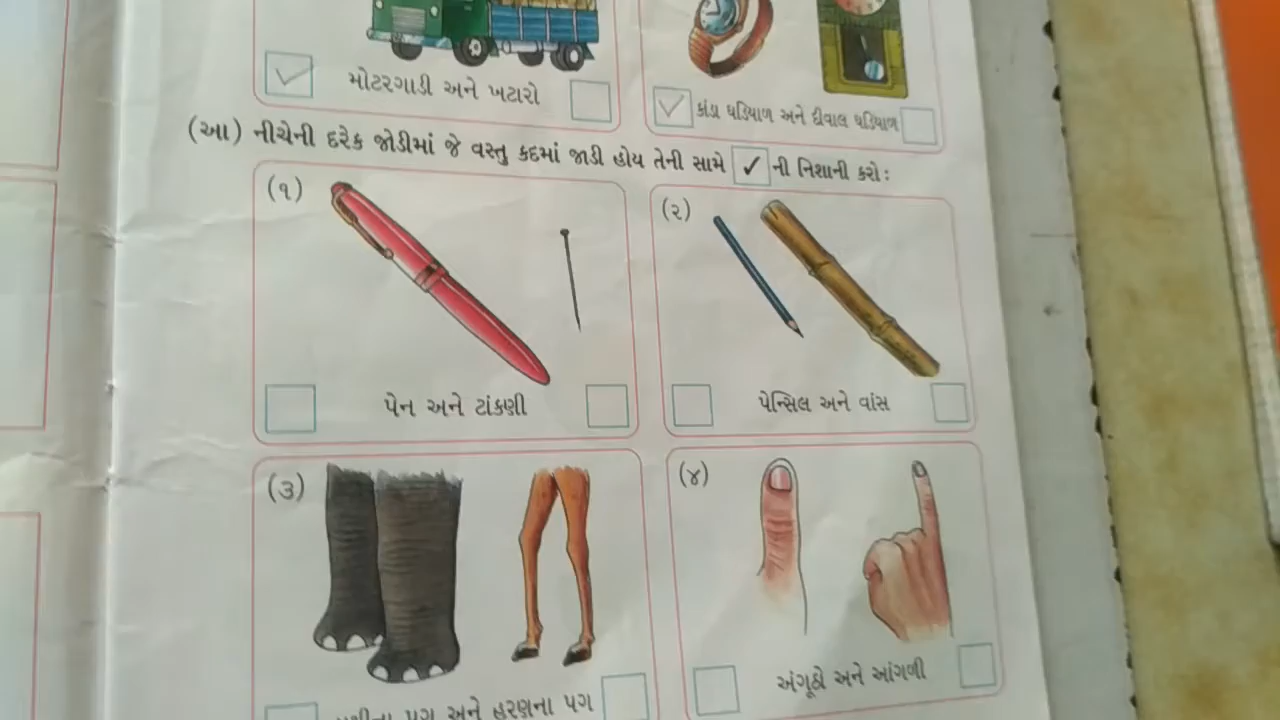 મોટરગાડી અને ખટારો
કાંડા ઘડિયાળ અને દીવાલ ઘડિયાળ
(આ) નીચેની દરેક જોડીમાં જે વસ્તુ કદમાં જાડી હોય તેની સામે ✓ ની નિશાની કરો :
(૧)
(૨)
પેન અને ટાંકણી
પેન્સિલ અને વાંસ
(૩)
(૪)
અંગૂઠો અને આંગળી
અને હરણના પગ